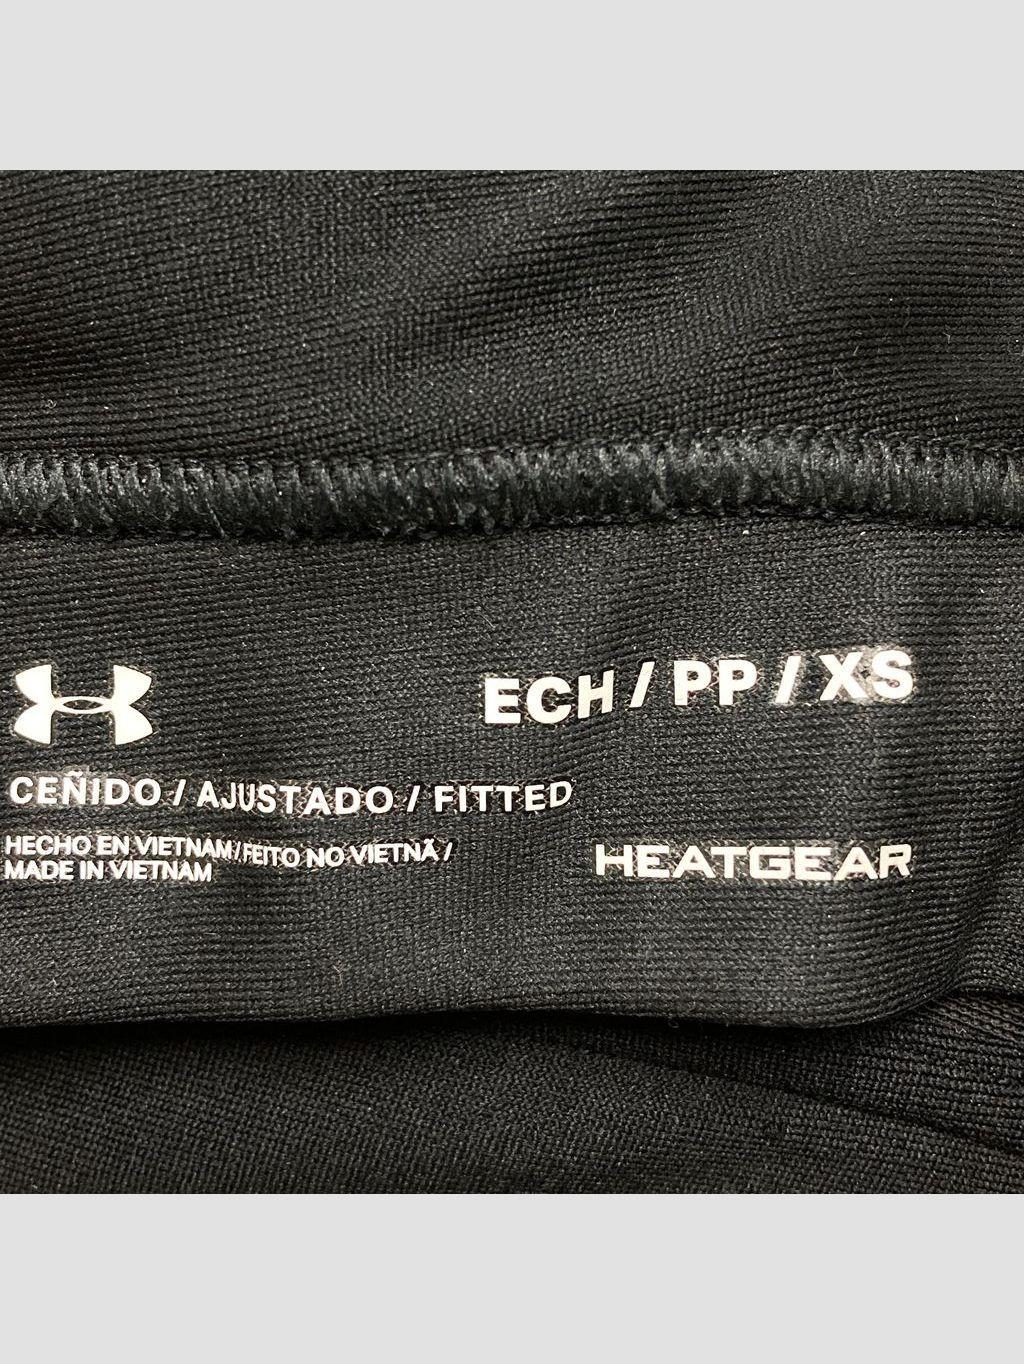 ECH / PP / XS
CEÑIDO / AJUSTADO / FITTED
HECHO EN VIETNAM / FEITO NO VIETNÃ /
MADE IN VIETNAM
HEATGEAR